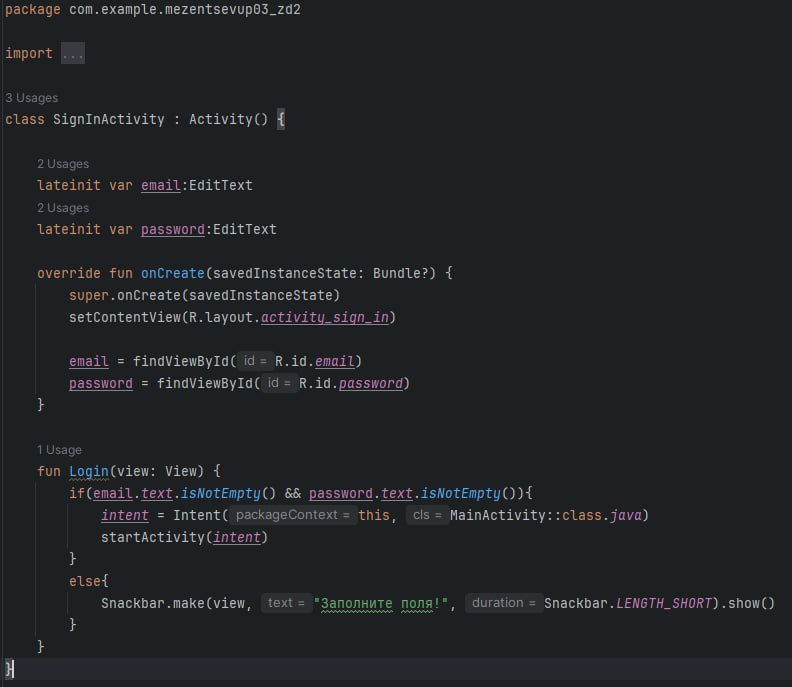 package com.example.mezentsevup03_zd2
import ...
3 Usages
class SignInActivity : Activity() {
2 Usages
lateinit var email:EditText
2 Usages
lateinit var password:EditText
override fun onCreate(savedInstanceState: Bundle?) {
super.onCreate(savedInstanceState)
setContentView(R.layout.activity_sign_in)
email = findViewById( id = R.id.email)
password = findViewById( id = R.id.password)
}
1 Usage
fun Login(view: View) {
if(email.text.isNotEmpty() && password.text.isNotEmpty()){
intent = Intent( packageContext = this, cls = MainActivity::class.java)
startActivity(intent)
}
else{
Snackbar.make(view, text = "Заполните поля!", duration = Snackbar.LENGTH_SHORT).show()
}
}
}